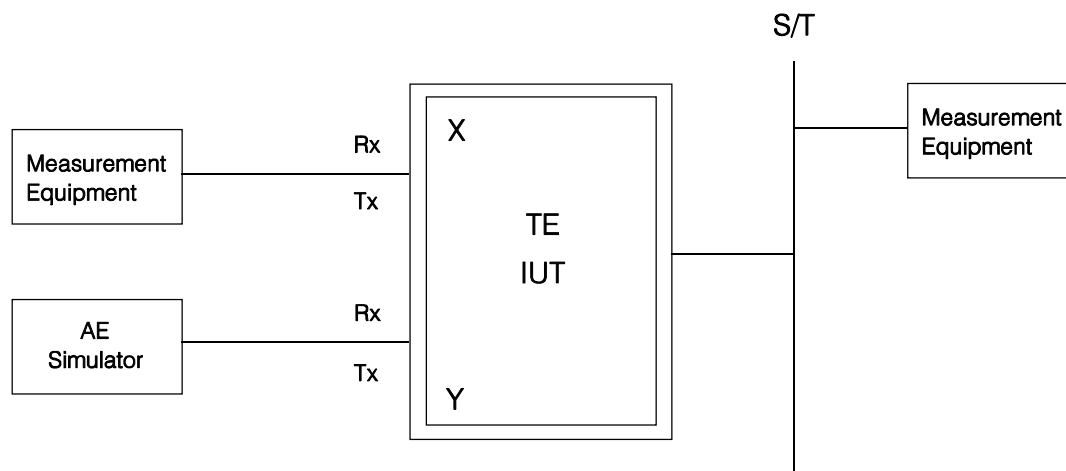 S/T
Measurement
Equipment
Rx
Tx
X
TE
IUT
Y
Measurement
Equipment
AE
Simulator
Rx
Tx